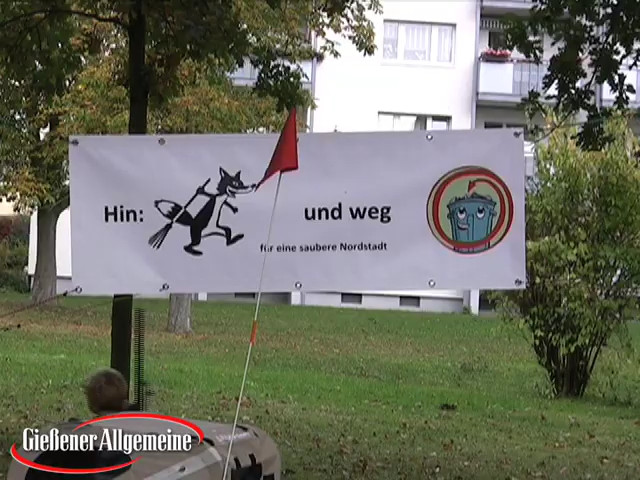 Hin: und weg
für eine saubere Nordstadt
Gießener Allgemeine